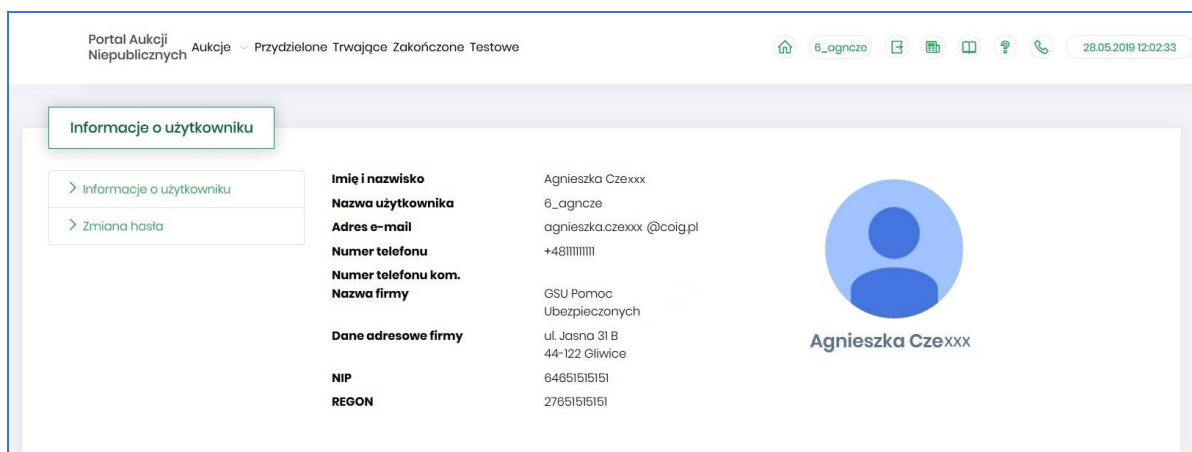 Portal Aukcji
Niepublicznych Aukcje Przydzielone Trwające Zakończone Testowe 6_agncze 28.05.2019 12:02:33
Informacje o użytkowniku
Informacje o użytkowniku
Zmiana hasła
Imię i nazwisko Agnieszka Czexxx
Nazwa użytkownika 6_agncze
Adres e-mail agnieszka.czexxx @coig.pl
Numer telefonu +48111111111
Numer telefonu kom.
Nazwa firmy GSU Pomoc
Ubezpieczonych
Dane adresowe firmy ul. Jasna 31 B
44-122 Gliwice
NIP 64651515151
REGON 27651515151
Agnieszka Czexxx